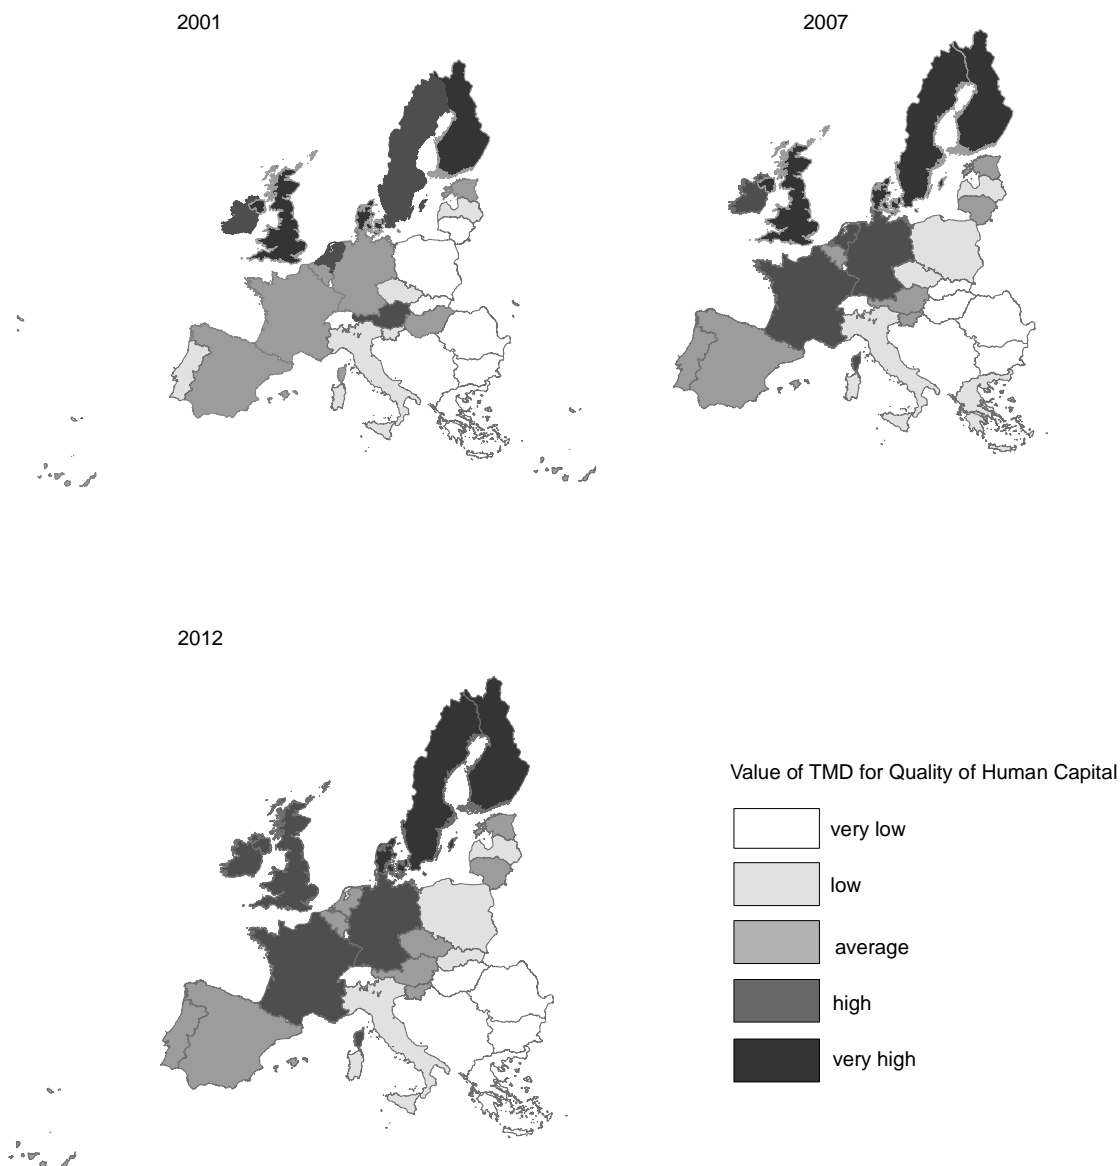 2001
2007
2012
Value of TMD for Quality of Human Capital
very low
low
average
high
very high